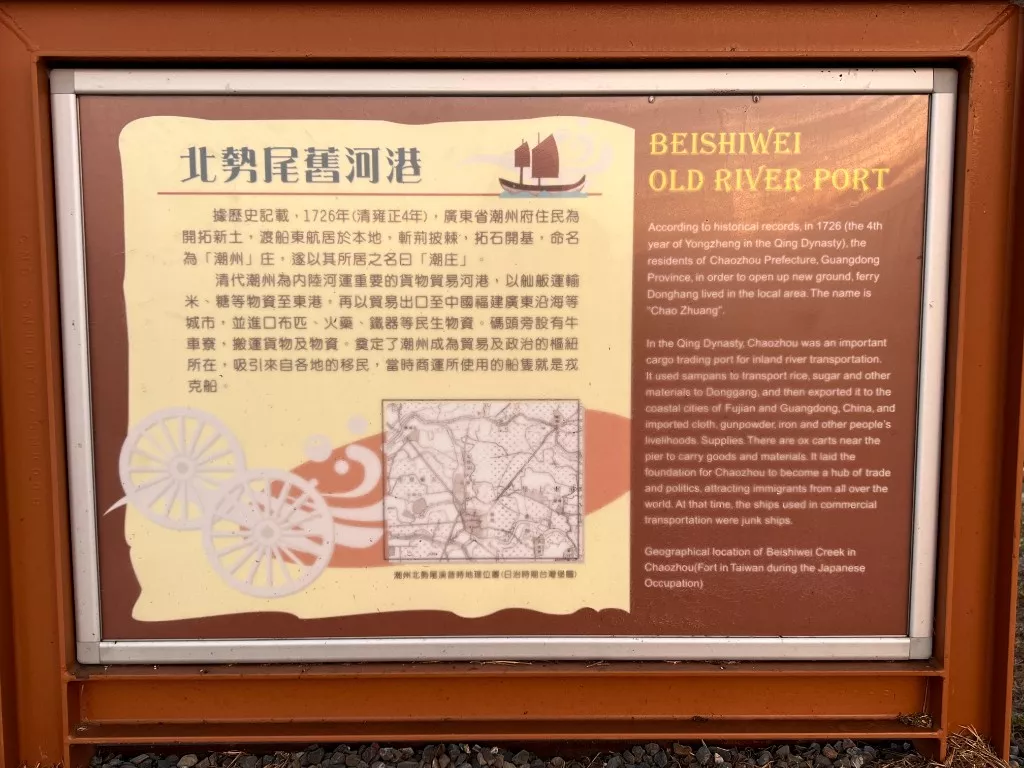 北勢尾舊河港
據歷史記載，1726年(清雍正4年)，廣東省潮州府住民為
開拓新土，渡船東航居於本地，斬荊披棘，拓石開基，命名
為「潮州」庄，遂以其所居之名曰「潮庄」。
清代潮州為內陸河運重要的貨物貿易河港，以舢舨運輸
米、糖等物資至東港，再以貿易出口至中國福建廣東沿海等
城市，並進口布匹、火藥、鐵器等民生物資。碼頭旁設有牛
車寮，搬運貨物及物資。奠定了潮州成為貿易及政治的樞紐
所在，吸引來自各地的移民，當時商運所使用的船隻就是戎
克船。
潮州北勢尾溪當時地理位置(日治時期台灣堡圖)
BEISHIWEI
OLD RIVER PORT
According to historical records, in 1726 (the 4th
year of Yongzheng in the Qing Dynasty), the
residents of Chaozhou Prefecture, Guangdong
Province, in order to open up new ground, ferry
Donghang lived in the local area. The name is
"Chao Zhuang".
In the Qing Dynasty, Chaozhou was an important
cargo trading port for inland river transportation.
It used sampans to transport rice, sugar and other
materials to Donggang, and then exported it to the
coastal cities of Fujian and Guangdong, China, and
imported cloth, gunpowder, iron and other people's
livelihoods. Supplies. There are ox carts near the
pier to carry goods and materials. It laid the
foundation for Chaozhou to become a hub of trade
and politics, attracting immigrants from all over the
world. At that time, the ships used in commercial
transportation were junk ships.
Geographical location of Beishiwei Creek in
Chaozhou(Fort in Taiwan during the Japanese
Occupation)